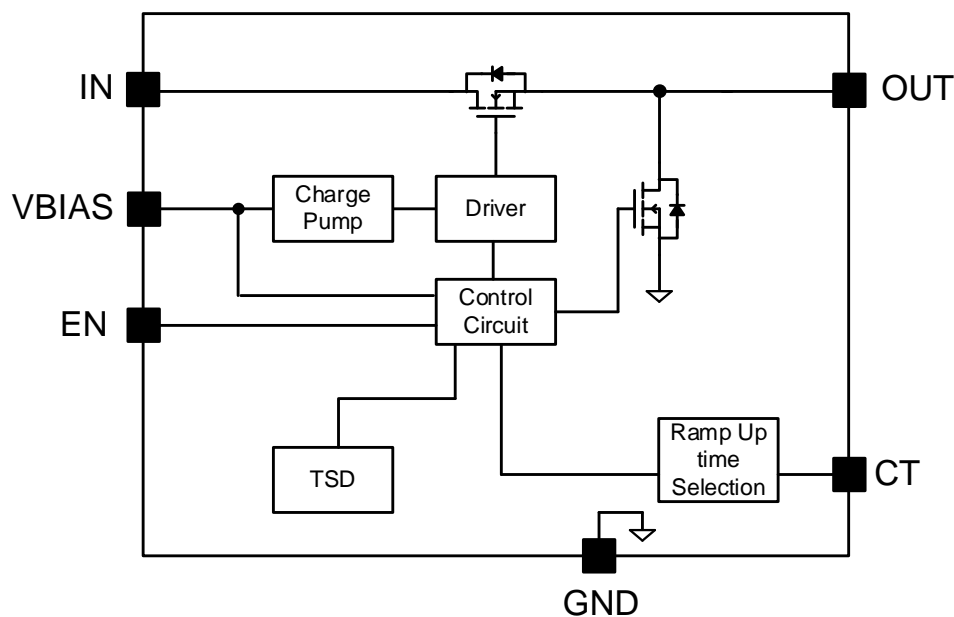 IN
OUT
VBIAS
Charge
Pump
Driver
EN
Control
Circuit
TSD
Ramp Up
time
Selection
CT
GND